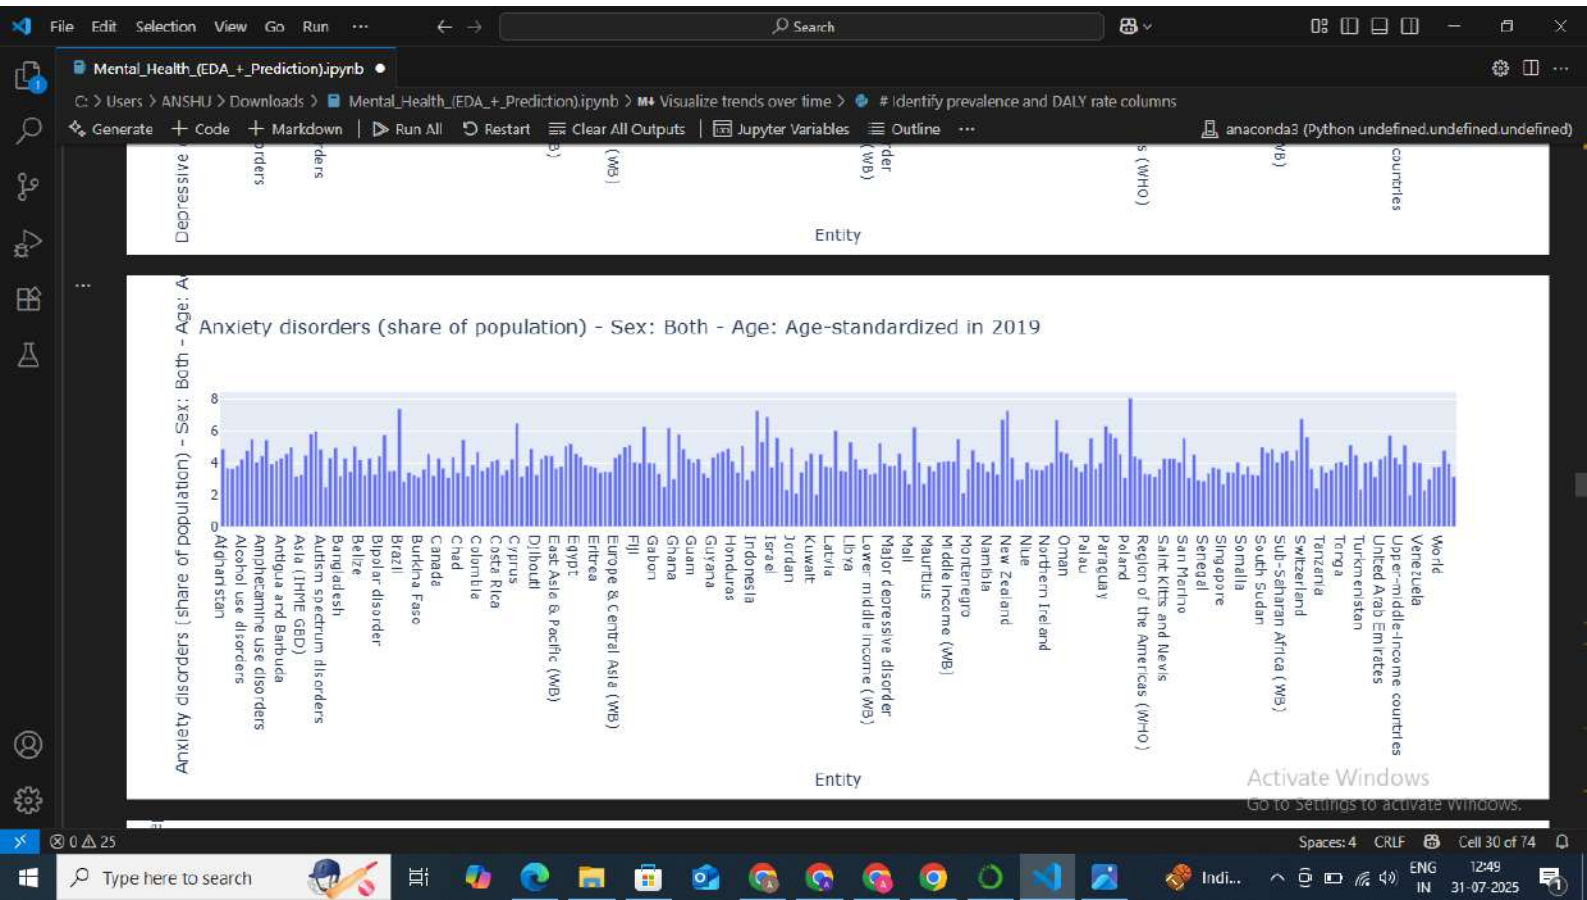 File Edit Selection View Go Run ··· Search
Mental_Health_(EDA_+_Prediction).ipynb
C: > Users > ANSHU > Downloads > Mental_Health_(EDA_+_Prediction).ipynb > M+ Visualize trends over time > # Identify prevalence and DALY rate columns
Generate + Code + Markdown | Run All Restart Clear All Outputs | Jupyter Variables Outline ··· anaconda3 (Python undefined.undefined.undefined)
Depressive
orders
rders
B)
(WB)
(WB)
rder
s (WHO)
WB)
countries
Entity
Anxiety disorders (share of population) - Sex: Both - Age: Age-standardized in 2019
Anxiety disorders (share of population) - Sex: Both - Age: A
8
6
4
2
0
Afghanistan
Alcohol use disorders
Amphetamine use disorders
Antigua and Barbuda
Asia (IHME GBD)
Autism spectrum disorders
Bangladesh
Belize
Bipolar disorder
Brazil
Burkina Faso
Canada
Chad
Colombia
Costa Rica
Cyprus
Djibouti
East Asia & Pacific (WB)
Egypt
Eritrea
Europe & Central Asia (WB)
Fiji
Gabon
Ghana
Guam
Guyana
Honduras
Indonesia
Israel
Jordan
Kuwait
Latvia
Libya
Lower middle income (WB)
Major depressive disorder
Mali
Mauritius
Middle Income (WB)
Montenegro
Namibia
New Zealand
Niue
Northern Ireland
Oman
Palau
Paraguay
Poland
Region of the Americas (WHO)
Saint Kitts and Nevis
San Marino
Senegal
Singapore
Somalia
South Sudan
Sub-Saharan Africa (WB)
Switzerland
Tanzania
Tonga
Turkmenistan
United Arab Emirates
Upper-middle-income countries
Venezuela
World
Entity
Activate Windows
Go to Settings to activate Windows.
0 25 Spaces: 4 CRLF Cell 30 of 74
Type here to search Indi... ENG 12:49
IN 31-07-2025